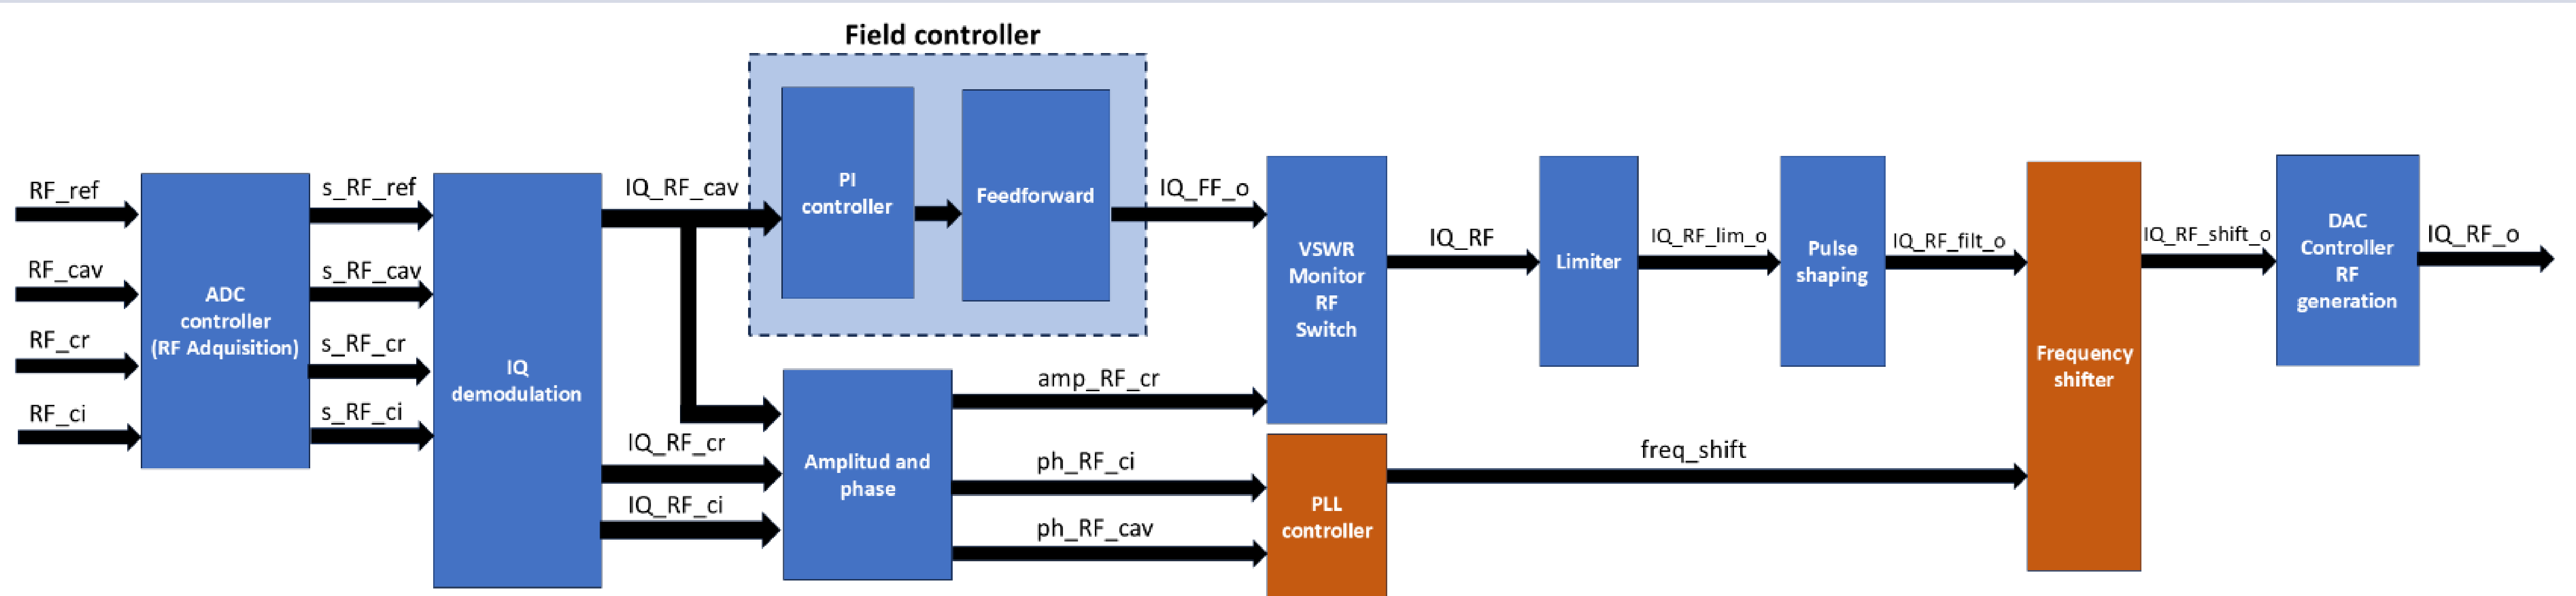 Field controller
RF_ref
RF_cav
RF_cr
RF_ci
ADC
controller
(RF Adquisition)
s_RF_ref
s_RF_cav
s_RF_cr
s_RF_ci
IQ
demodulation
IQ_RF_cav
IQ_RF_cr
IQ_RF_ci
PI
controller
Feedforward
IQ_FF_o
Amplitud and
phase
amp_RF_cr
ph_RF_ci
ph_RF_cav
VSWR
Monitor
RF
Switch
PLL
controller
IQ_RF
Limiter
IQ_RF_lim_o
Pulse
shaping
IQ_RF_filt_o
freq_shift
Frequency
shifter
IQ_RF_shift_o
DAC
Controller
RF
generation
IQ_RF_o